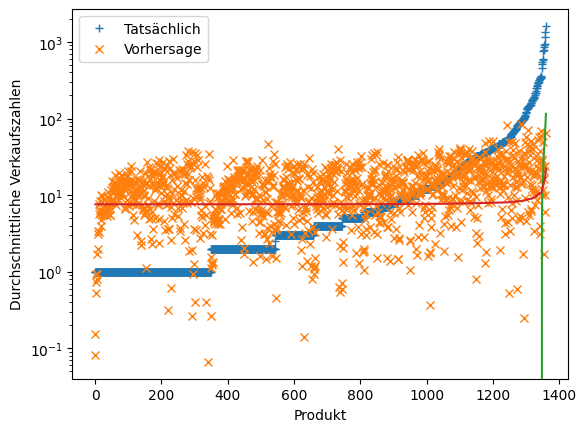 Tatsächlich
Vorhersage
Durchschnittliche Verkaufszahlen
10³
10²
10¹
10⁰
10⁻¹
0 200 400 600 800 1000 1200 1400
Produkt